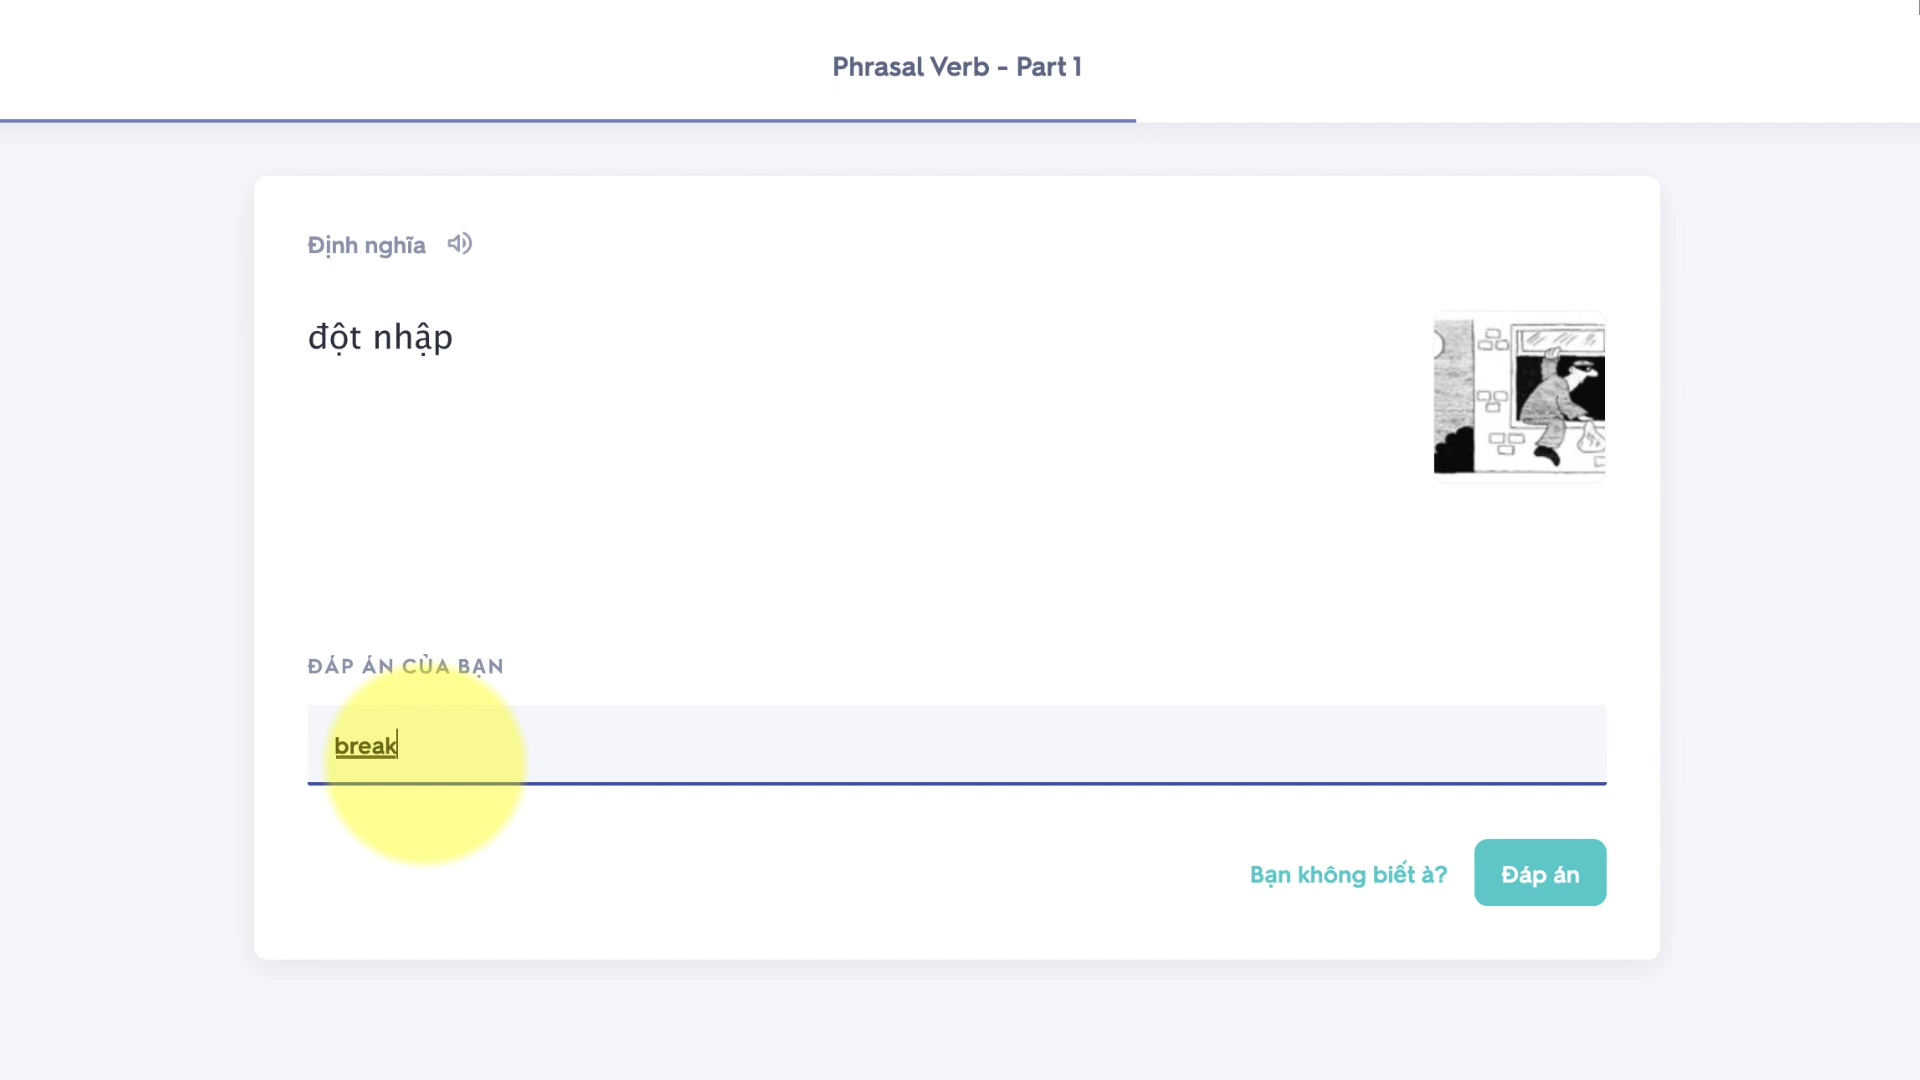 Phrasal Verb - Part 1
Định nghĩa
đột nhập
ĐÁP ÁN CỦA BẠN
break
Bạn không biết à?
Đáp án